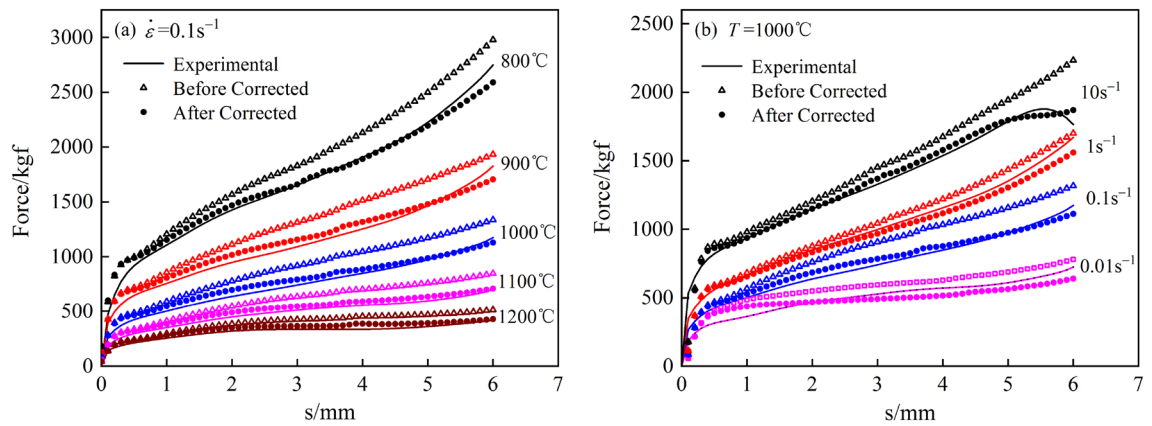 (a) ε̇=0.1s⁻¹
Experimental
Before Corrected
After Corrected
800℃
900℃
1000℃
1100℃
1200℃
3000
2500
2000
1500
1000
500
0
0 1 2 3 4 5 6 7
Force/kgf
s/mm
(b) T=1000℃
Experimental
Before Corrected
After Corrected
10s⁻¹
1s⁻¹
0.1s⁻¹
0.01s⁻¹
2500
2000
1500
1000
500
0
0 1 2 3 4 5 6 7
Force/kgf
s/mm